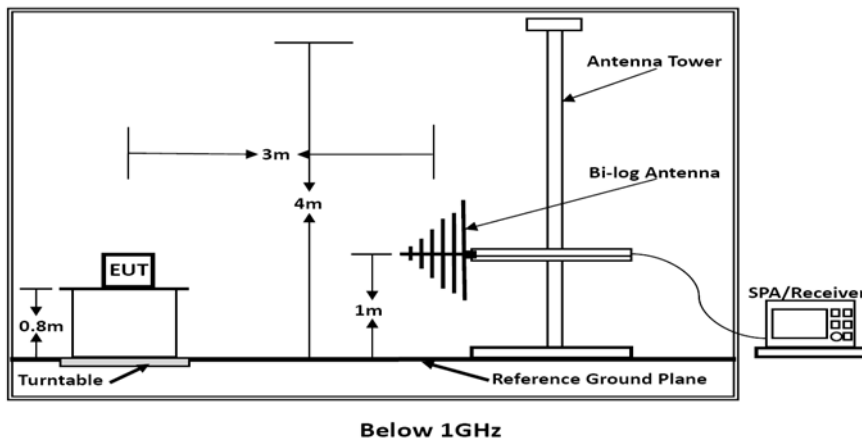 Antenna Tower
3m
Bi-log Antenna
4m
EUT
SPA/Receiver
1m
0.8m
Turntable
Reference Ground Plane
Below 1GHz